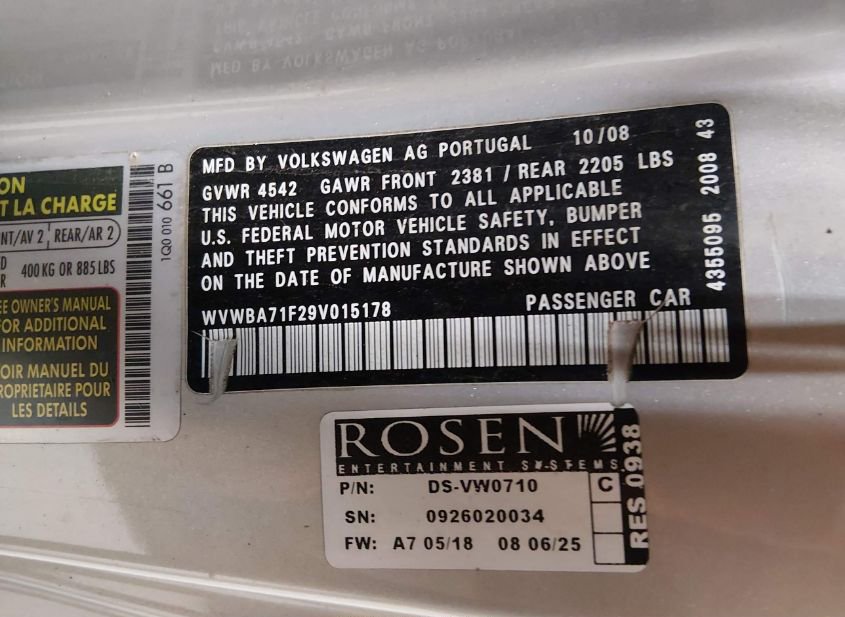 ON
T LA CHARGE
NT/AV 2 REAR/AR 2
400 KG OR 885 LBS
EE OWNER'S MANUAL
FOR ADDITIONAL
INFORMATION
OIR MANUEL DU
ROPRIETAIRE POUR
LES DETAILS
1Q0 010 661 B
MFD BY VOLKSWAGEN AG PORTUGAL 10/08
GVWR 4542 GAWR FRONT 2381 / REAR 2205 LBS
THIS VEHICLE CONFORMS TO ALL APPLICABLE
U.S. FEDERAL MOTOR VEHICLE SAFETY, BUMPER
AND THEFT PREVENTION STANDARDS IN EFFECT
ON THE DATE OF MANUFACTURE SHOWN ABOVE
WVWBA71F29V015178 PASSENGER CAR
4355095 2008 43
ROSEN
ENTERTAINMENT SYSTEMS
P/N: DS-VW0710 C
SN: 0926020034
FW: A7 05/18 08 06/25
RES 0938